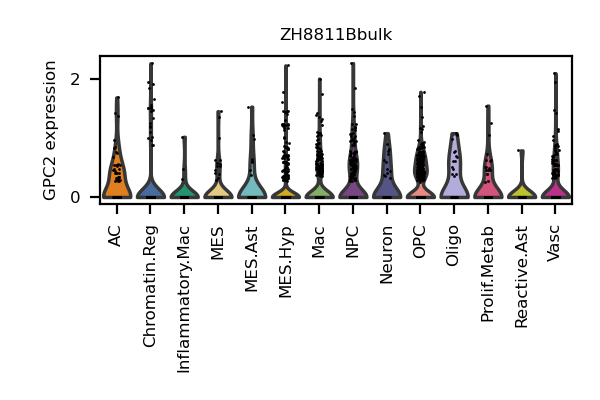 ZH8811Bbulk
GPC2 expression
2
0
AC
Chromatin.Reg
Inflammatory.Mac
MES
MES.Ast
MES.Hyp
Mac
NPC
Neuron
OPC
Oligo
Prolif.Metab
Reactive.Ast
Vasc